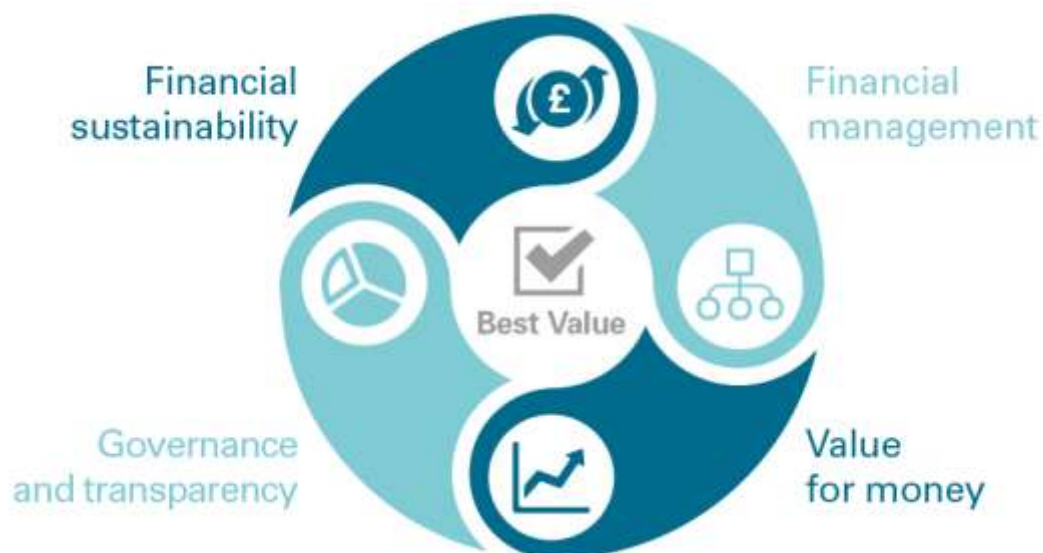 Financial
sustainability
Financial
management
£
Best Value
Governance
and transparency
Value
for money